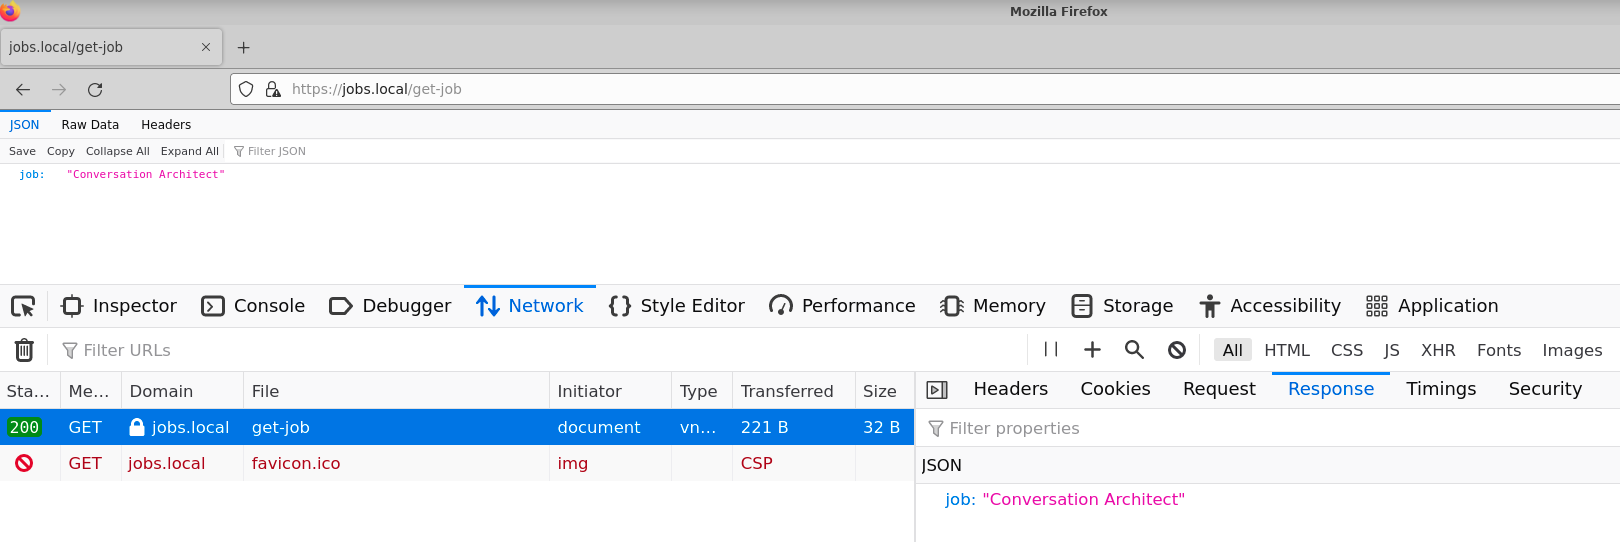 Mozilla Firefox
jobs.local/get-job
https://jobs.local/get-job
JSON Raw Data Headers
Save Copy Collapse All Expand All Filter JSON
job: "Conversation Architect"
Inspector Console Debugger Network Style Editor Performance Memory Storage Accessibility Application
Filter URLs All HTML CSS JS XHR Fonts Images
Sta... Me... Domain File Initiator Type Transferred Size
200 GET jobs.local get-job document vn... 221 B 32 B
GET jobs.local favicon.ico img CSP
Headers Cookies Request Response Timings Security
Filter properties
JSON
job: "Conversation Architect"